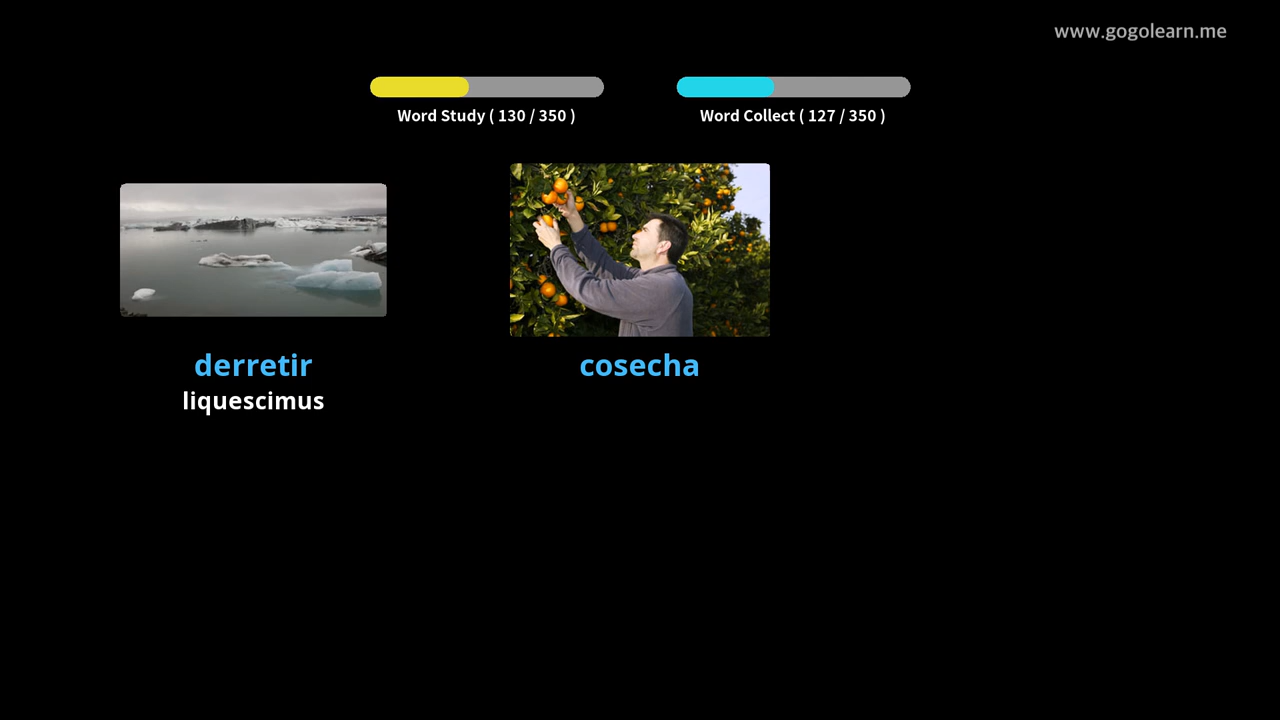 www.gogolearn.me
Word Study ( 130 / 350 )
Word Collect ( 127 / 350 )
derretir
liquescimus
cosecha